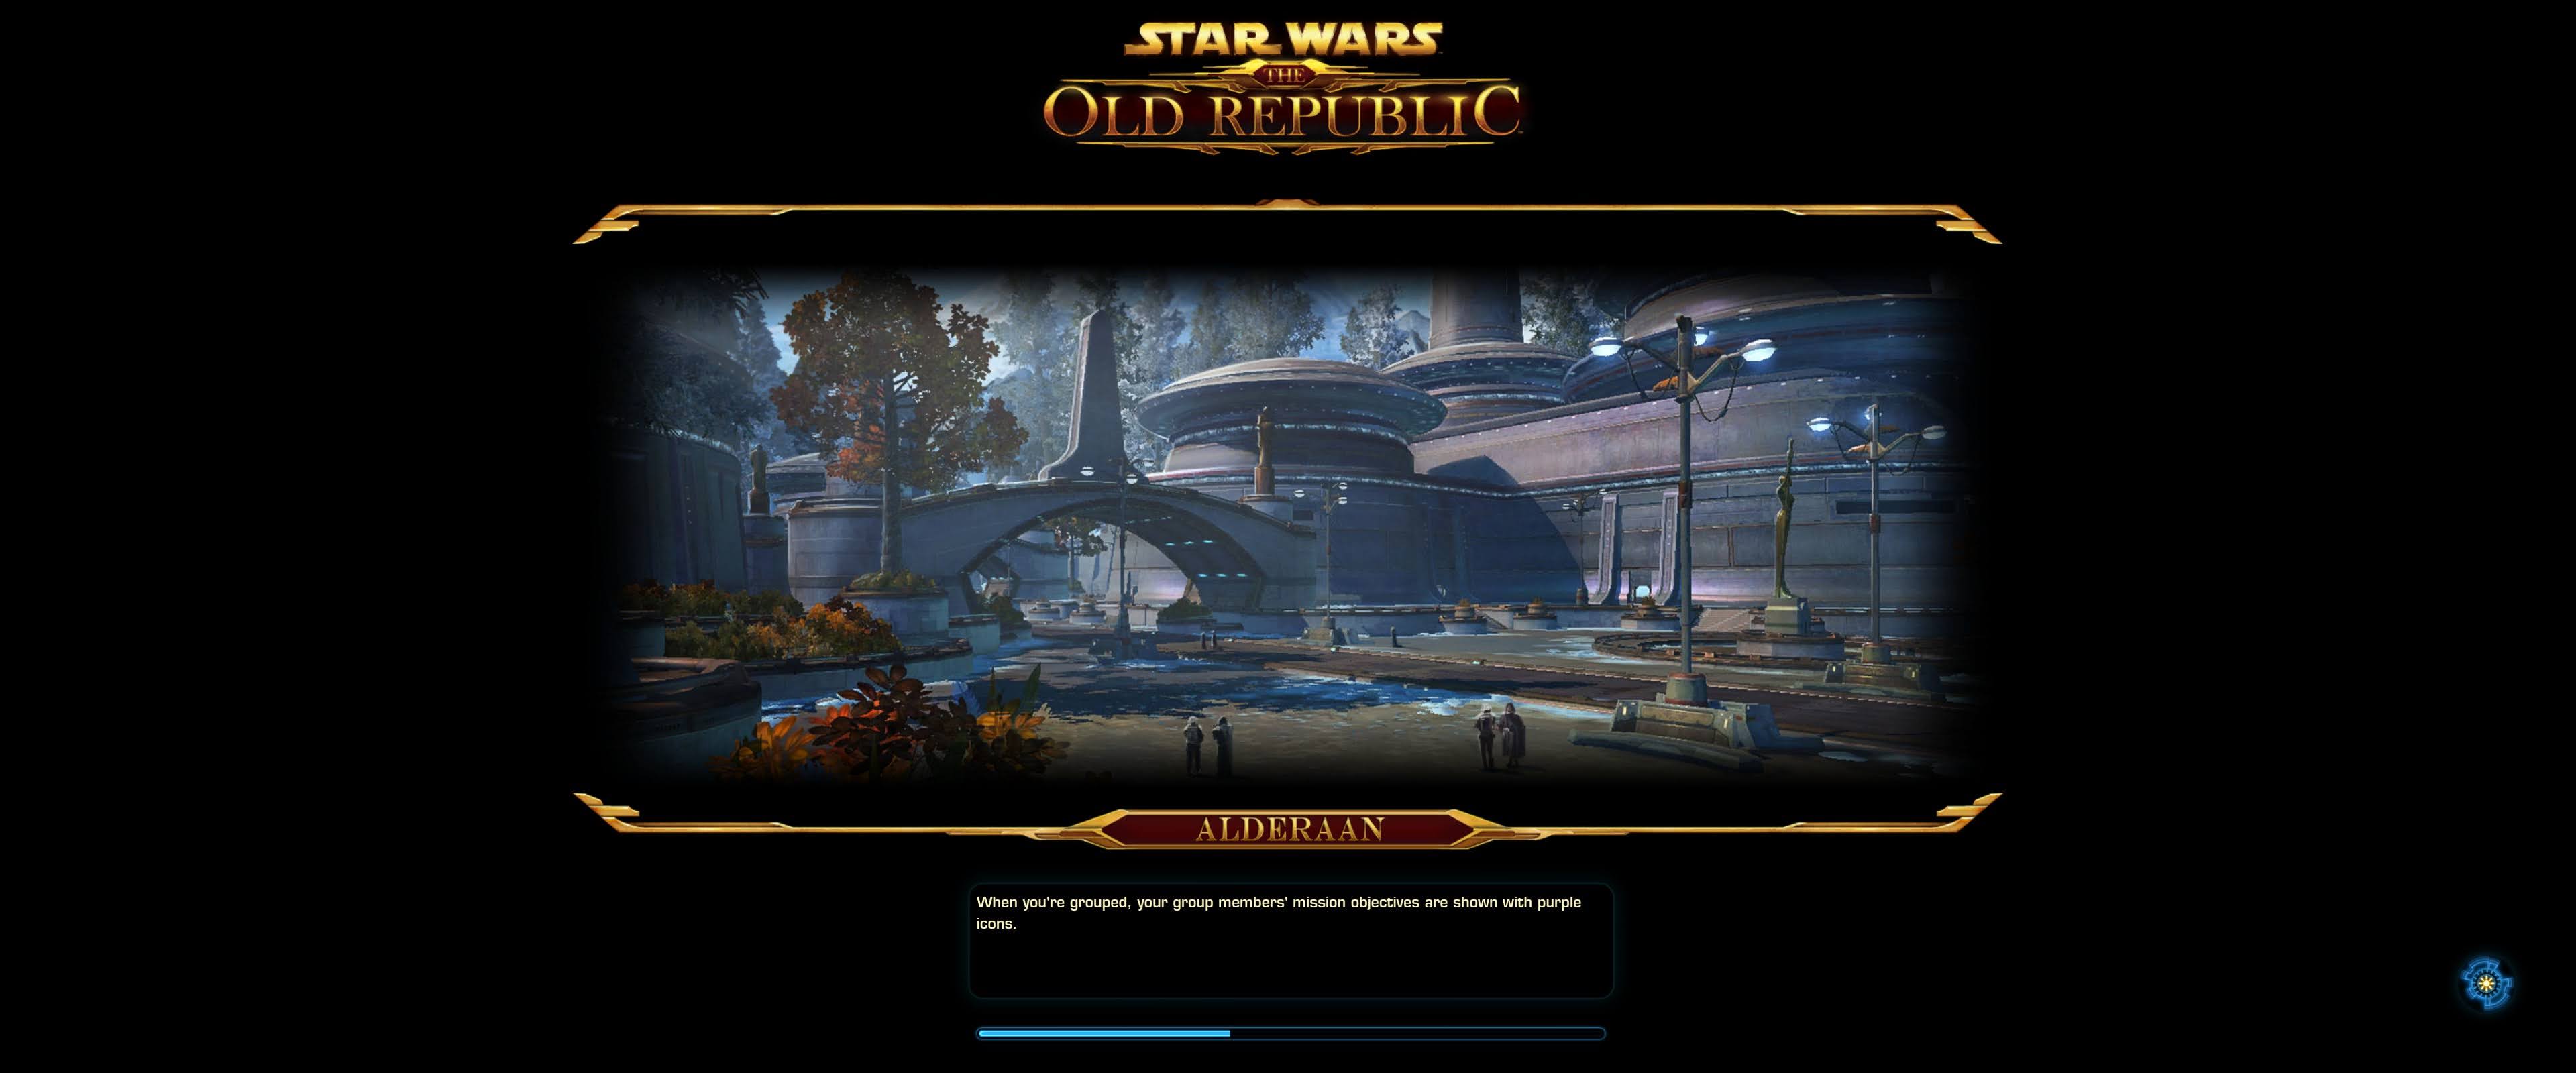 STAR WARS
THE
OLD REPUBLIC
ALDERAAN
When you're grouped, your group members' mission objectives are shown with purple
icons.